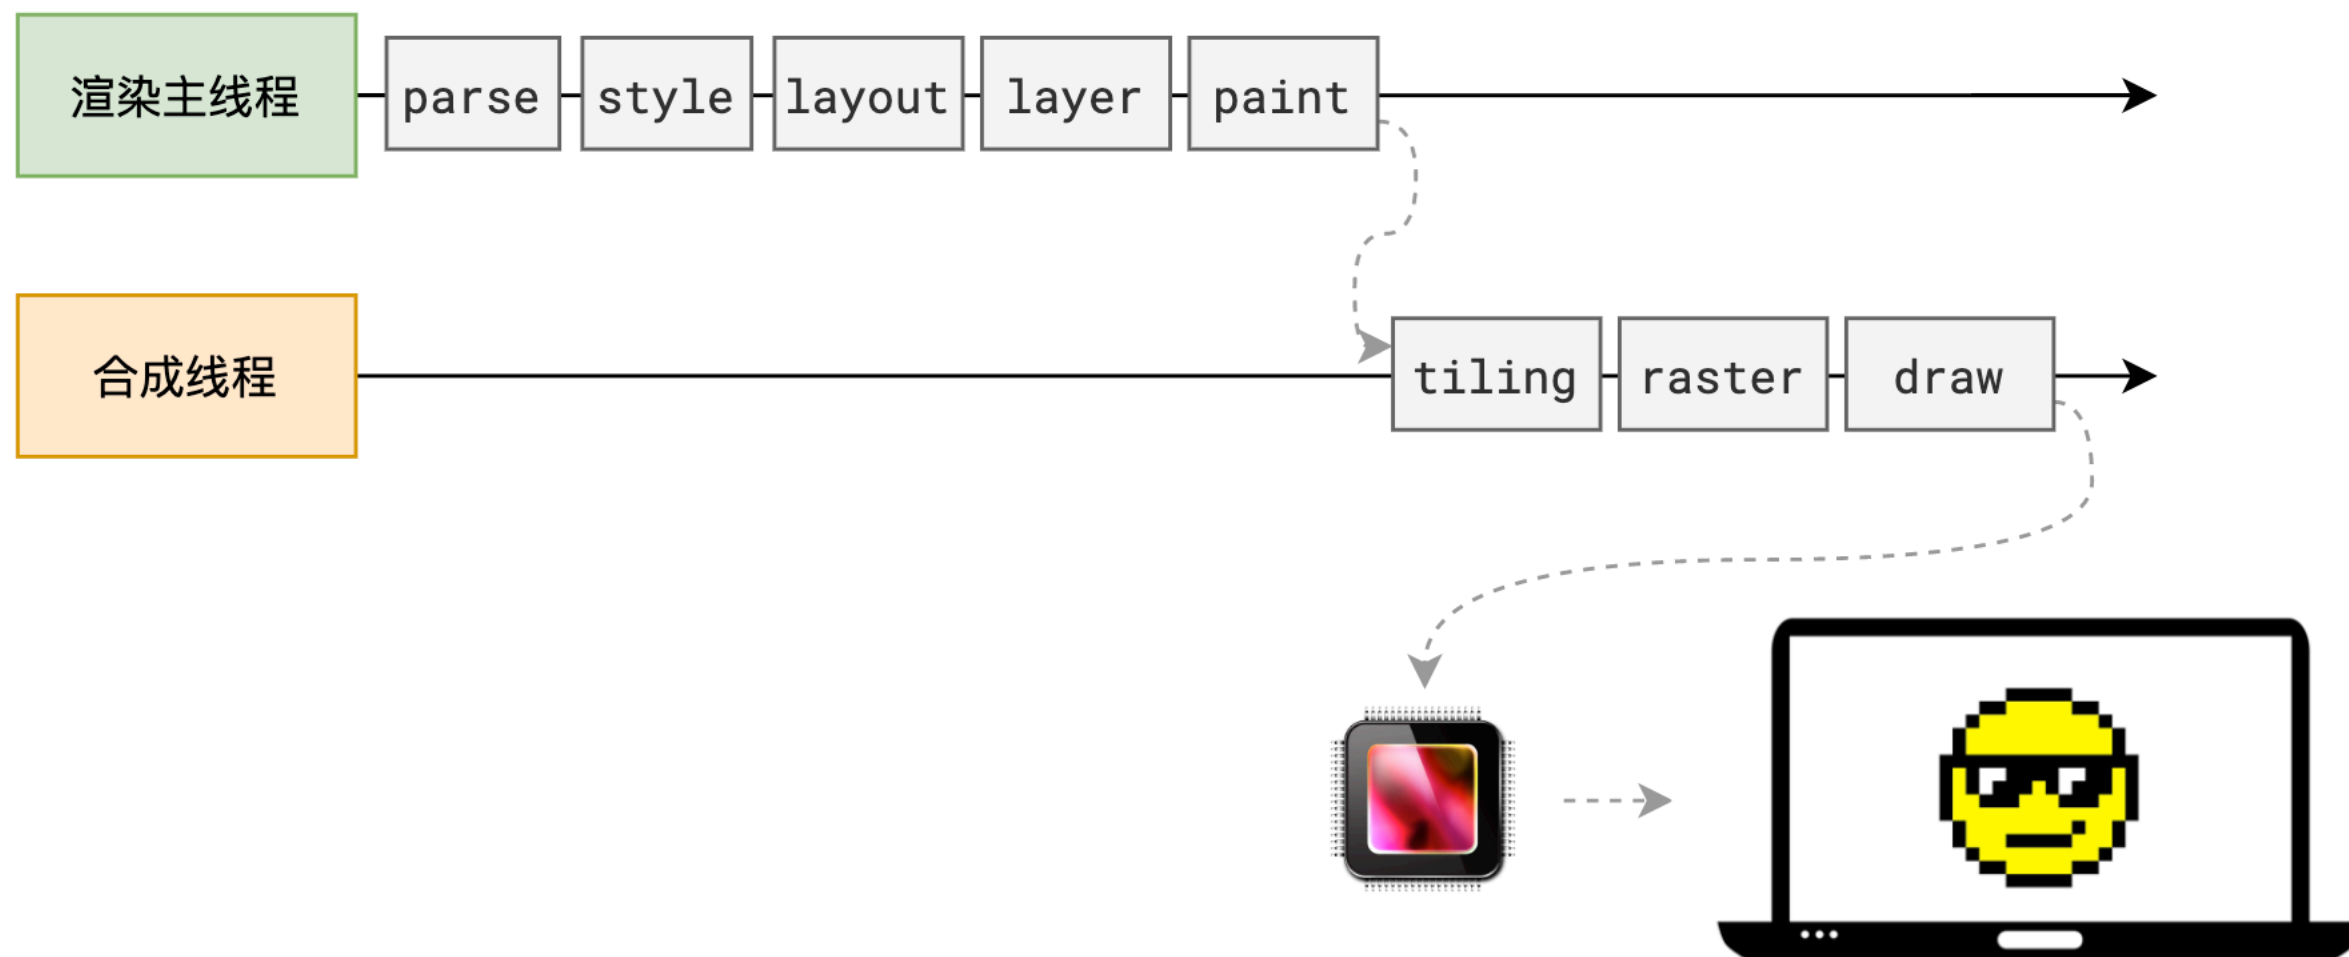 渲染主线程
parse
style
layout
layer
paint
合成线程
tiling
raster
draw